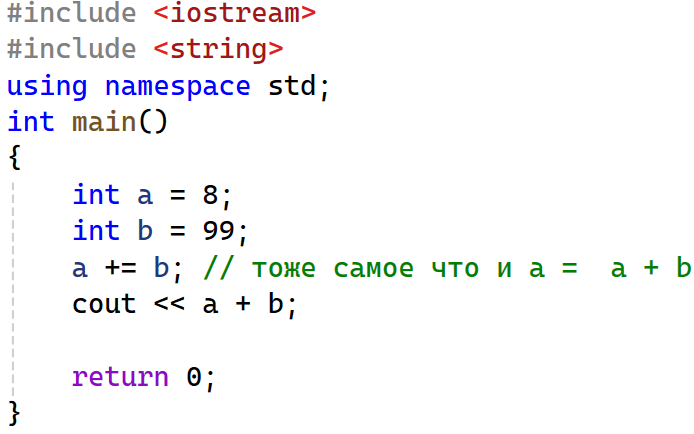 #include <iostream>
#include <string>
using namespace std;
int main()
{
    int a = 8;
    int b = 99;
    a += b; // тоже самое что и a =  a + b
    cout << a + b;

    return 0;
}